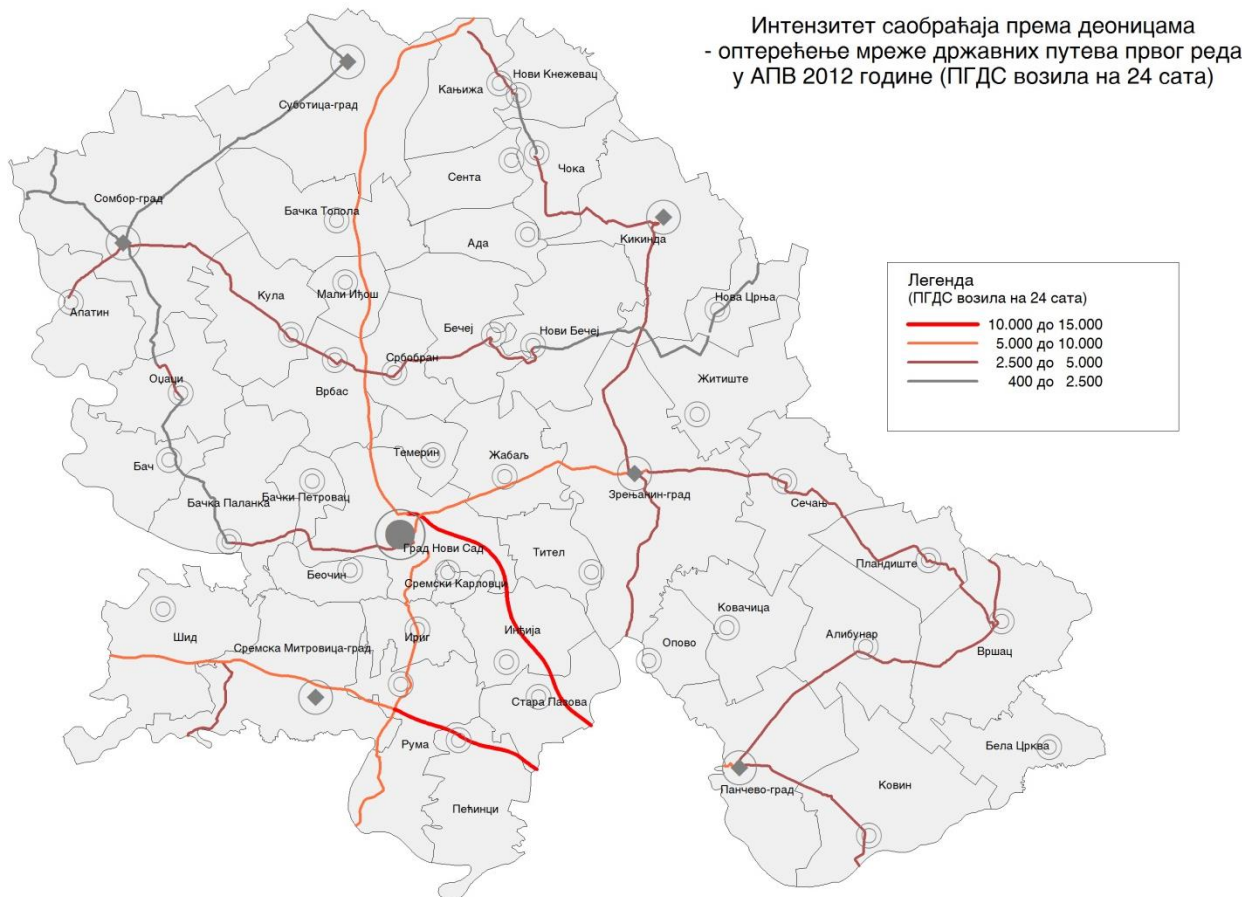 Интензитет саобраћаја према деоницама
- оптерећење мреже државних путева првог реда
у АПВ 2012 године (ПГДС возила на 24 сата)
Нови Кнежевац
Кањижа
Суботица-град
Чока
Сента
Сомбор-град
Бачка Топола
Ада
Кикинда
Легенда
(ПГДС возила на 24 сата)
10.000 до 15.000
5.000 до 10.000
2.500 до 5.000
400 до 2.500
Кула
Мали Иђош
Нова Црња
Апатин
Бечеј
Нови Бечеј
Србобран
Житиште
Оџаци
Врбас
Темерин
Жабаљ
Бач
Бачки Петровац
Бачка Паланка
Зрењанин-град
Сечањ
Град Нови Сад
Тител
Пландиште
Беочин
Сремски Карловци
Ковачица
Шид
Ириг
Инђија
Опово
Алибунар
Вршац
Сремска Митровица-град
Стара Пазова
Рума
Бела Црква
Панчево-град
Ковин
Пећинци